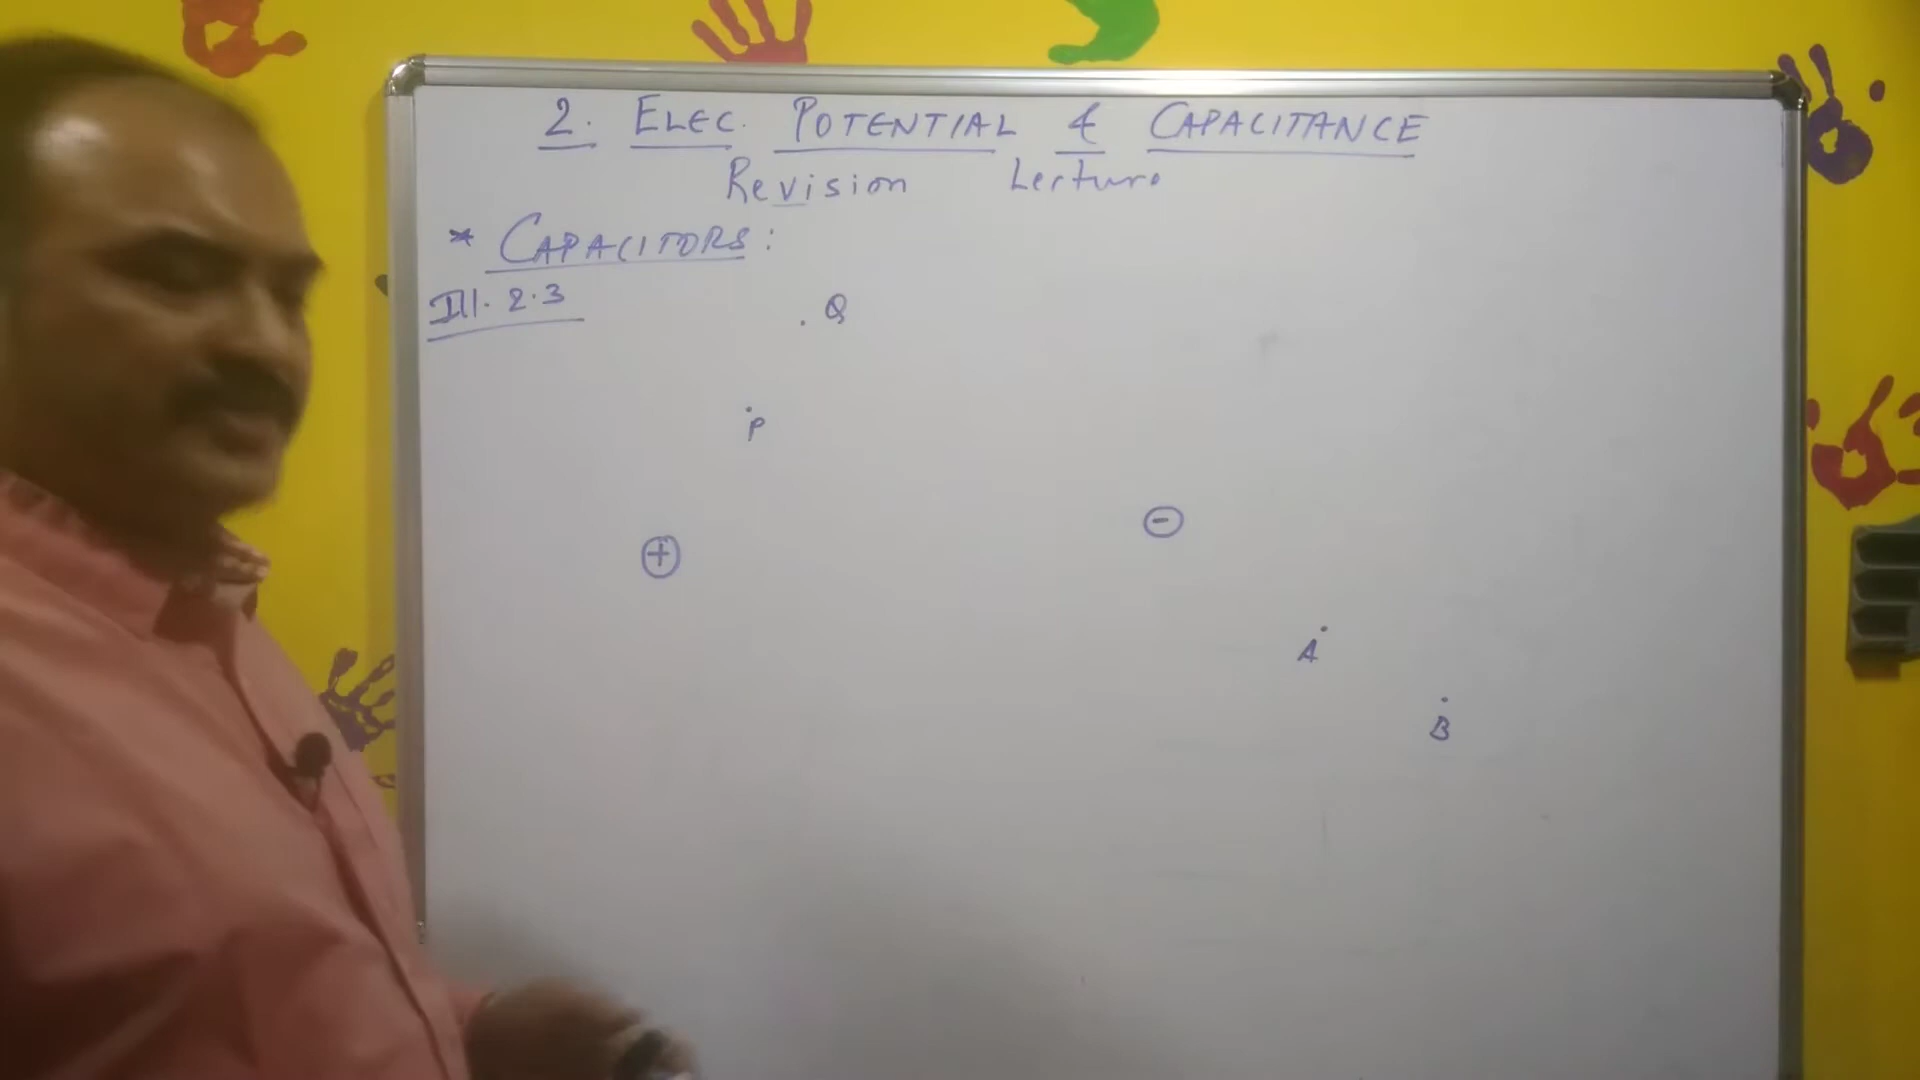 2. ELEC. POTENTIAL & CAPACITANCE
Revision Lecture
* CAPACITORS:
Ill. 2.3
. Q
P
+
-
A
B